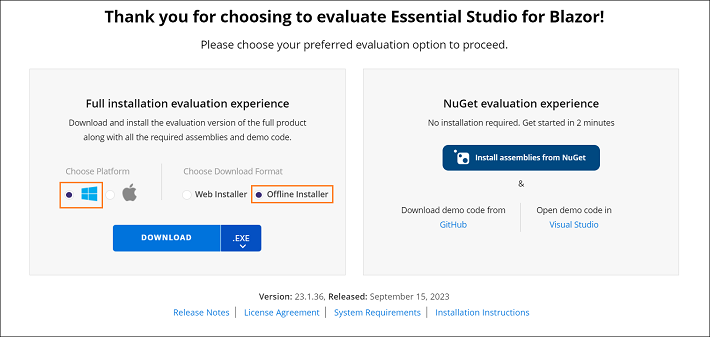 Thank you for choosing to evaluate Essential Studio for Blazor!
Please choose your preferred evaluation option to proceed.
Full installation evaluation experience
Download and install the evaluation version of the full product
along with all the required assemblies and demo code.
Choose Platform
Choose Download Format
Web Installer
Offline Installer
DOWNLOAD
.EXE
NuGet evaluation experience
No installation required. Get started in 2 minutes
Install assemblies from NuGet
&
Download demo code from
GitHub
Open demo code in
Visual Studio
Version: 23.1.36, Released: September 15, 2023
Release Notes | License Agreement | System Requirements | Installation Instructions